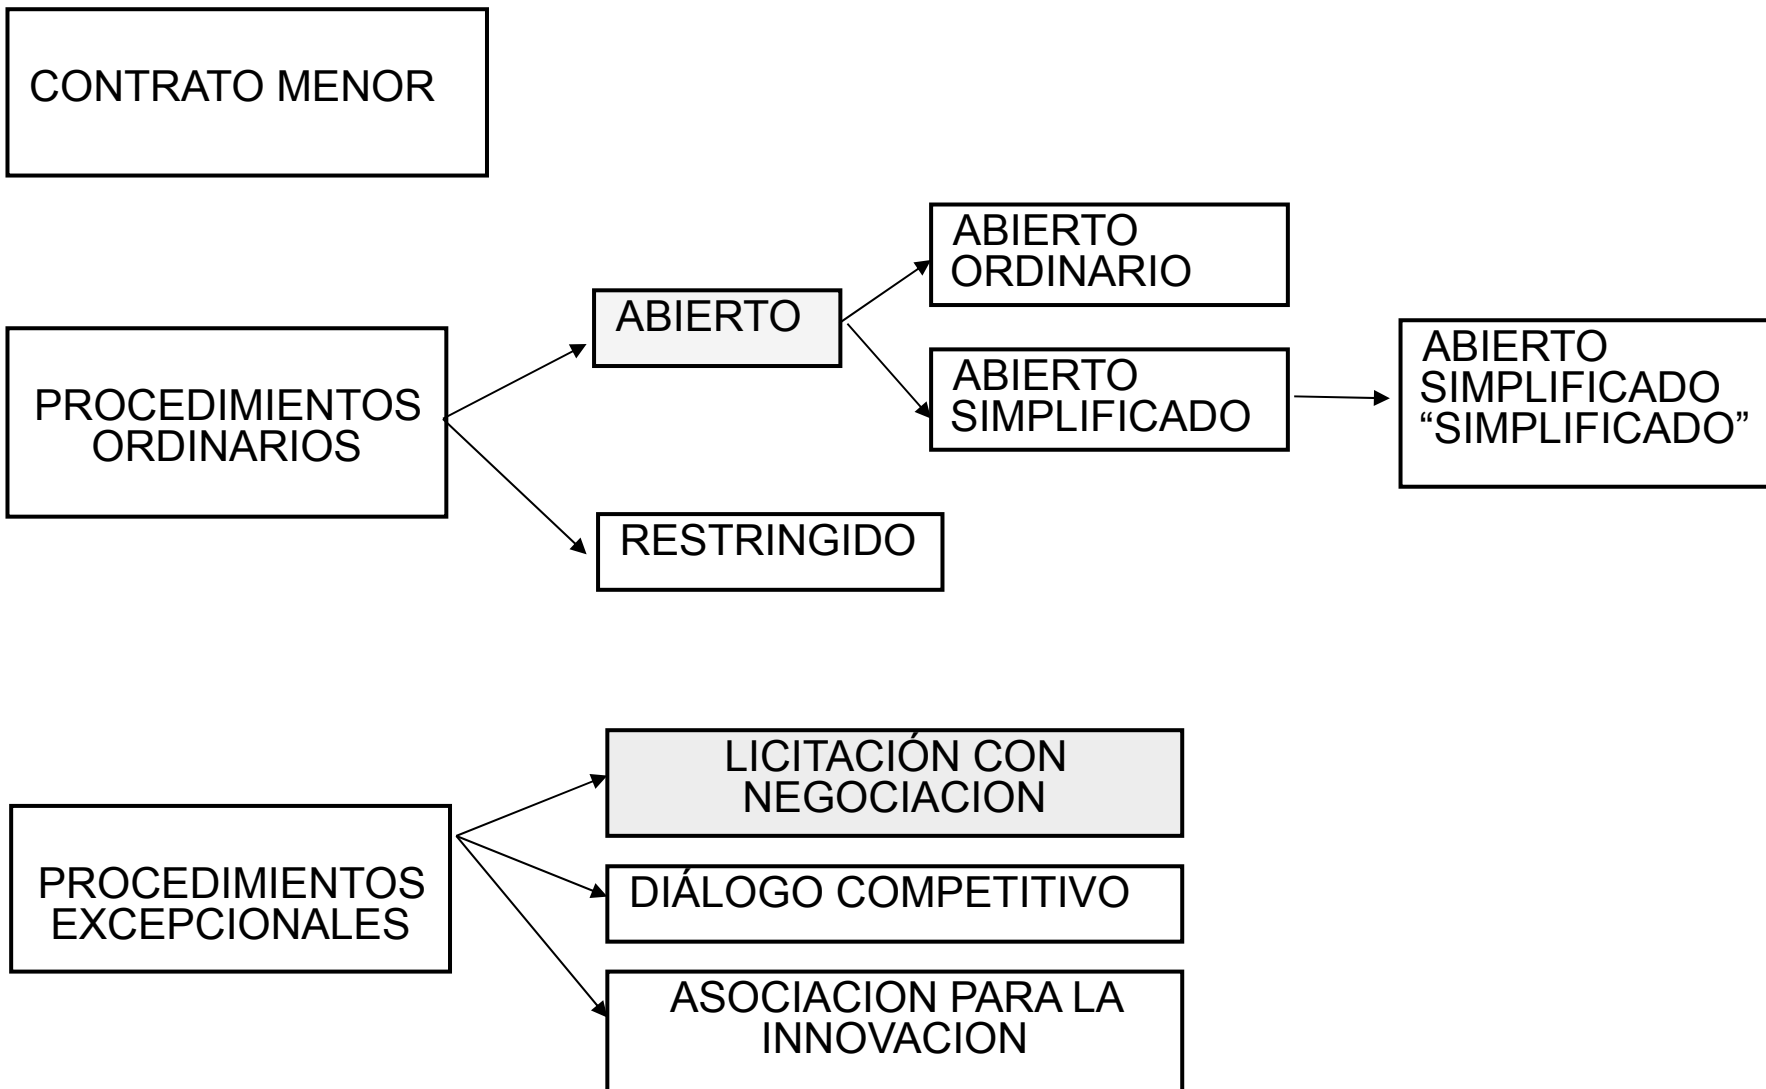 CONTRATO MENOR
ABIERTO
ORDINARIO
ABIERTO
ABIERTO
SIMPLIFICADO
ABIERTO
SIMPLIFICADO
“SIMPLIFICADO”
PROCEDIMIENTOS
ORDINARIOS
RESTRINGIDO
LICITACIÓN CON
NEGOCIACION
PROCEDIMIENTOS
EXCEPCIONALES
DIÁLOGO COMPETITIVO
ASOCIACION PARA LA
INNOVACION